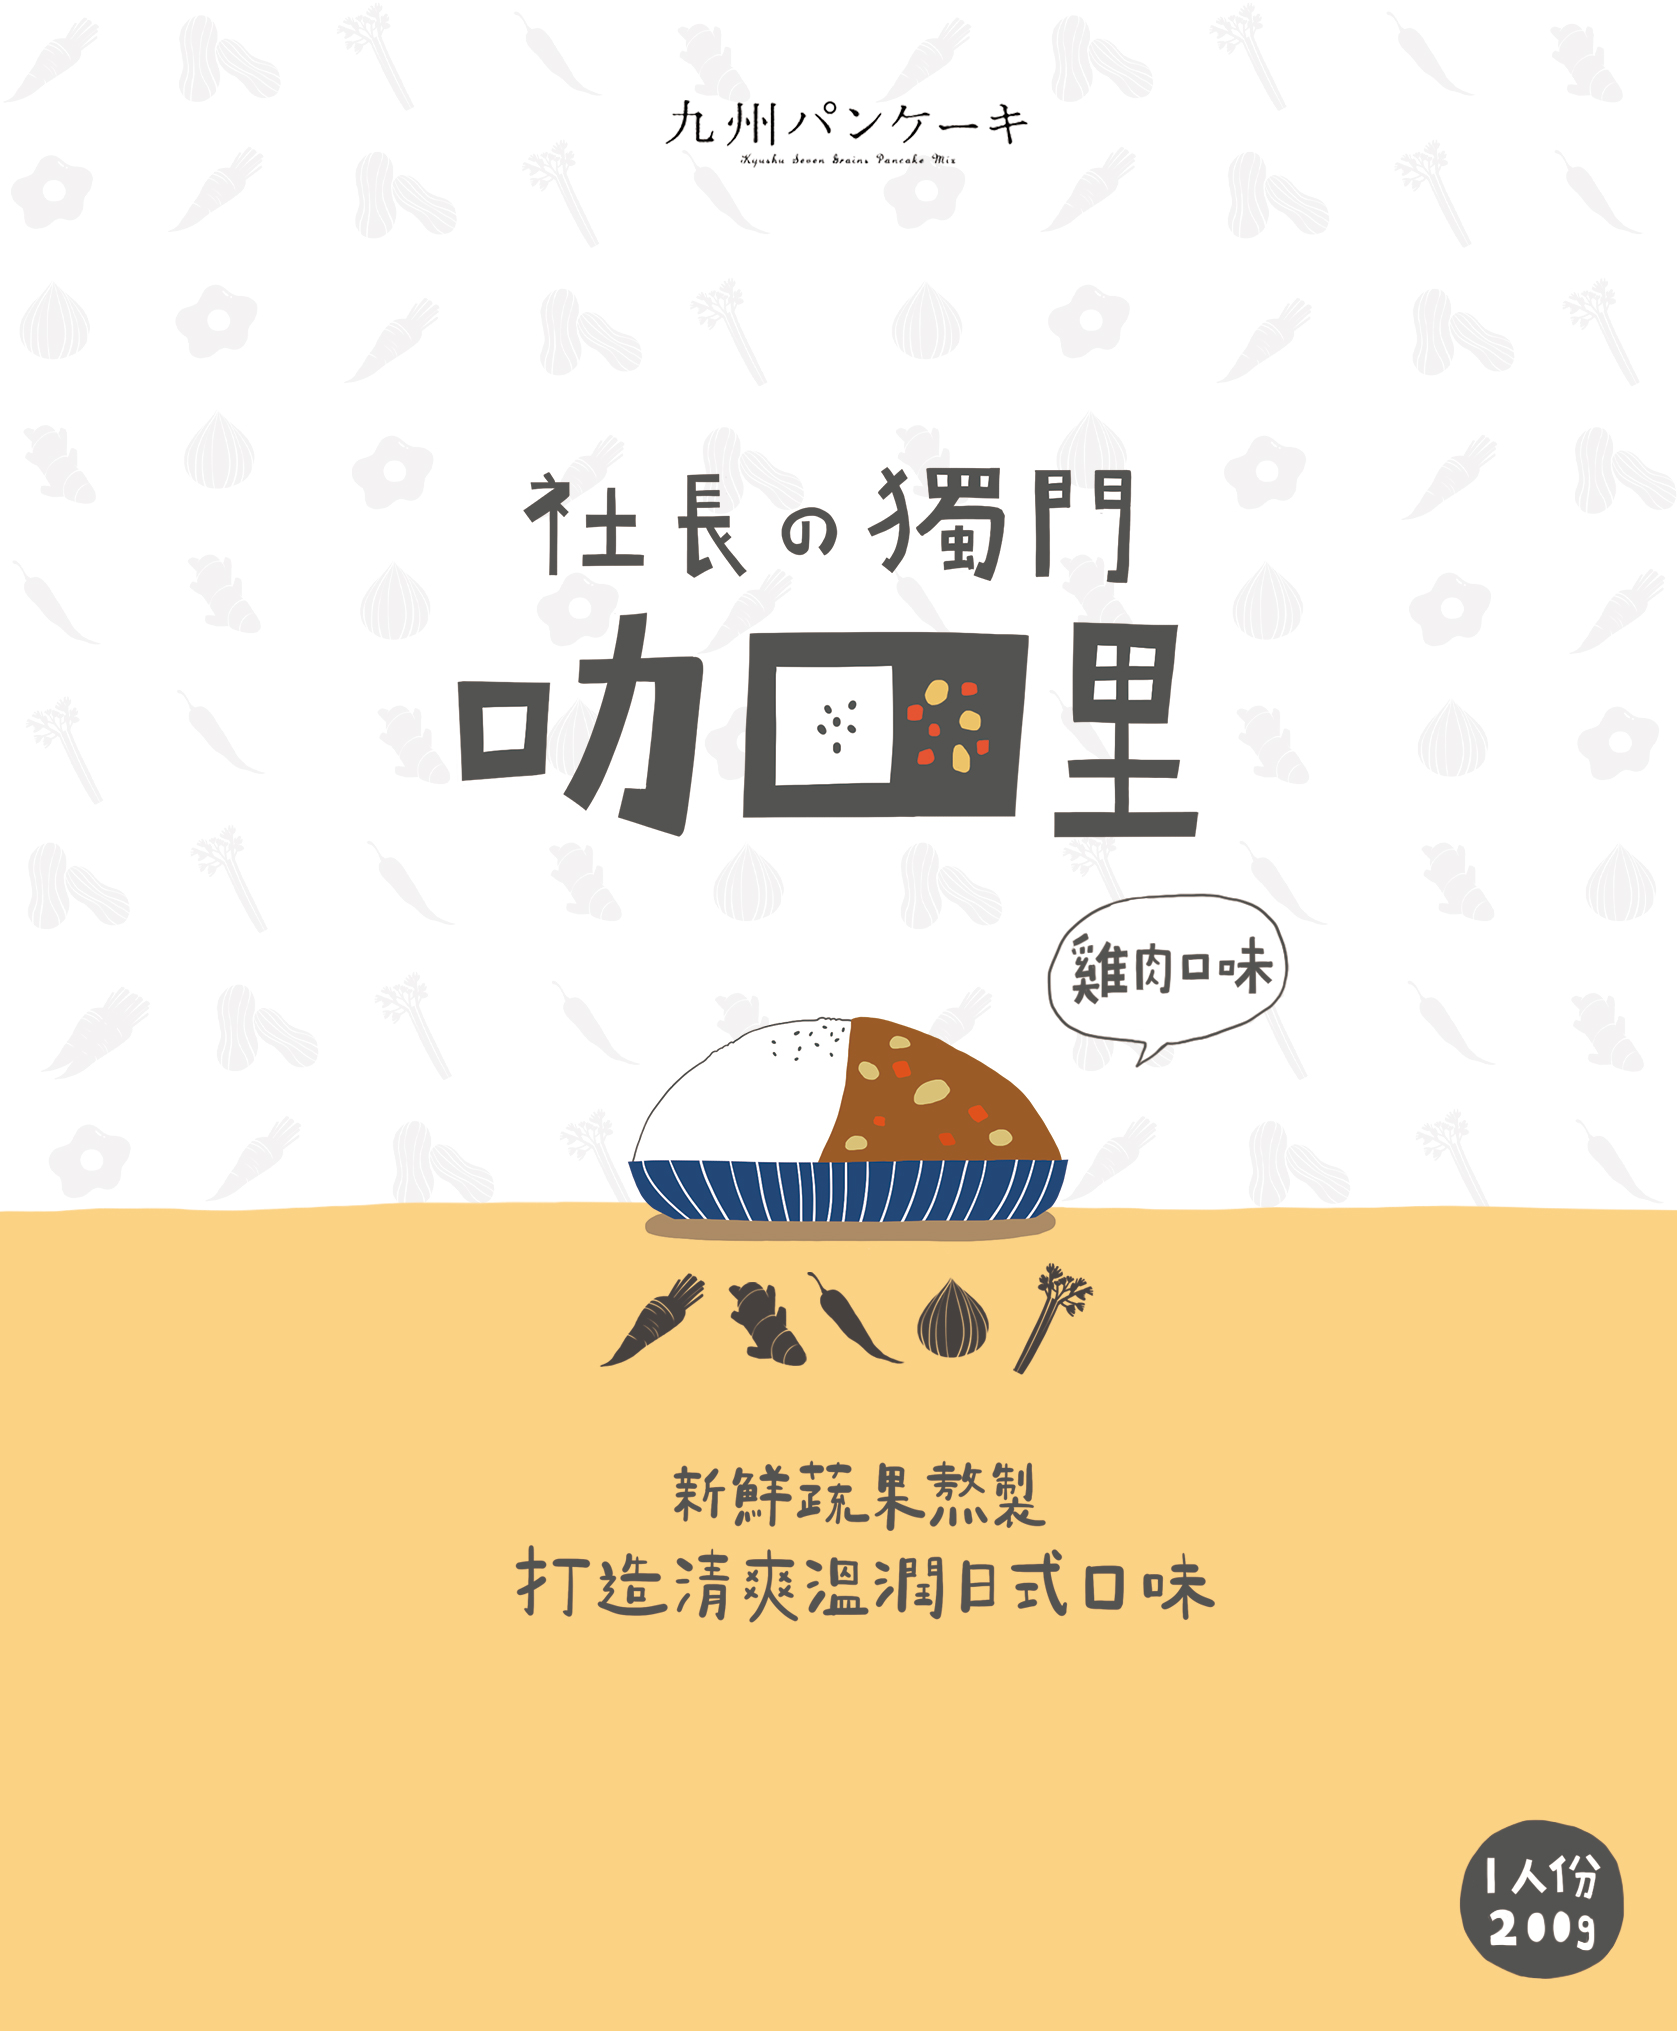 九州パンケーキ
Kyushu Seven Grains Pancake Mix
社長の獨門
咖里
雞肉口味
新鮮蔬果熬製
打造清爽溫潤日式口味
1人份
200g